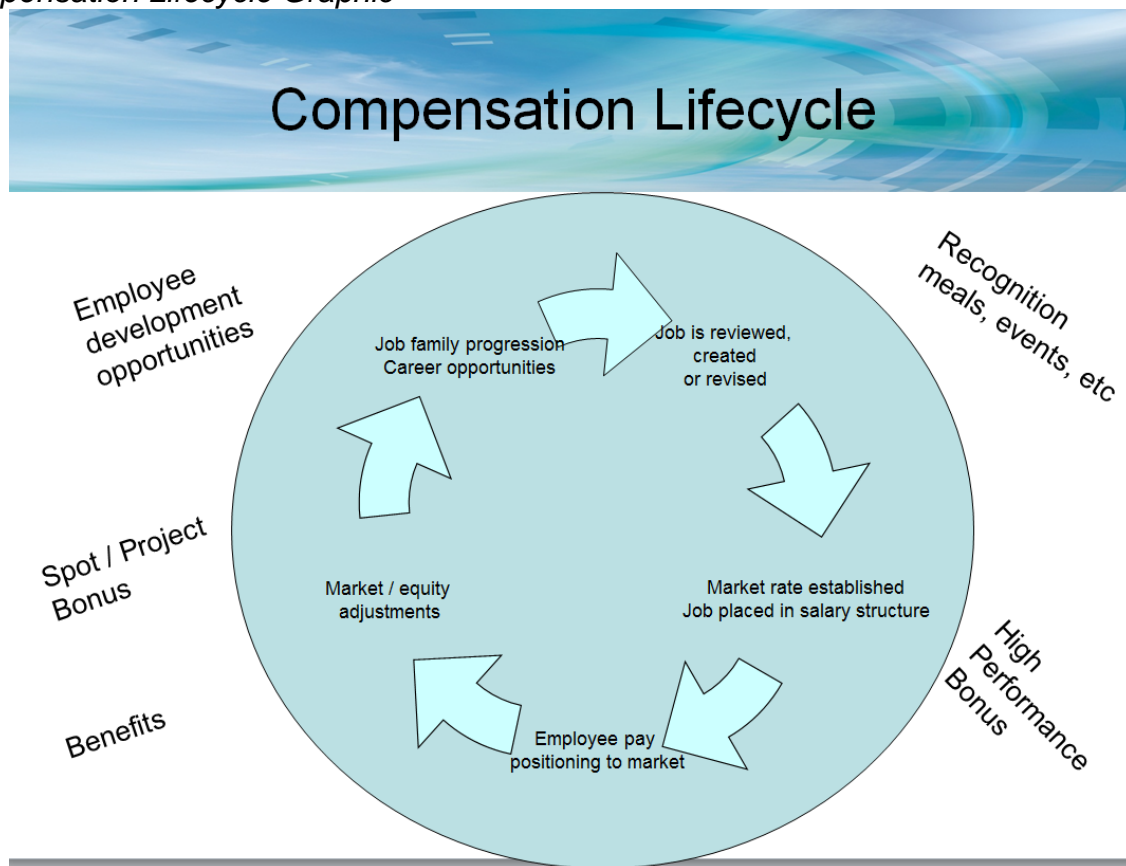 Compensation Lifecycle
Employee
development
opportunities
Recognition
meals, events, etc
Job family progression
Career opportunities
Job is reviewed,
created
or revised
Spot / Project
Bonus
Market / equity
adjustments
Market rate established
Job placed in salary structure
High
Performance
Bonus
Benefits
Employee pay
positioning to market